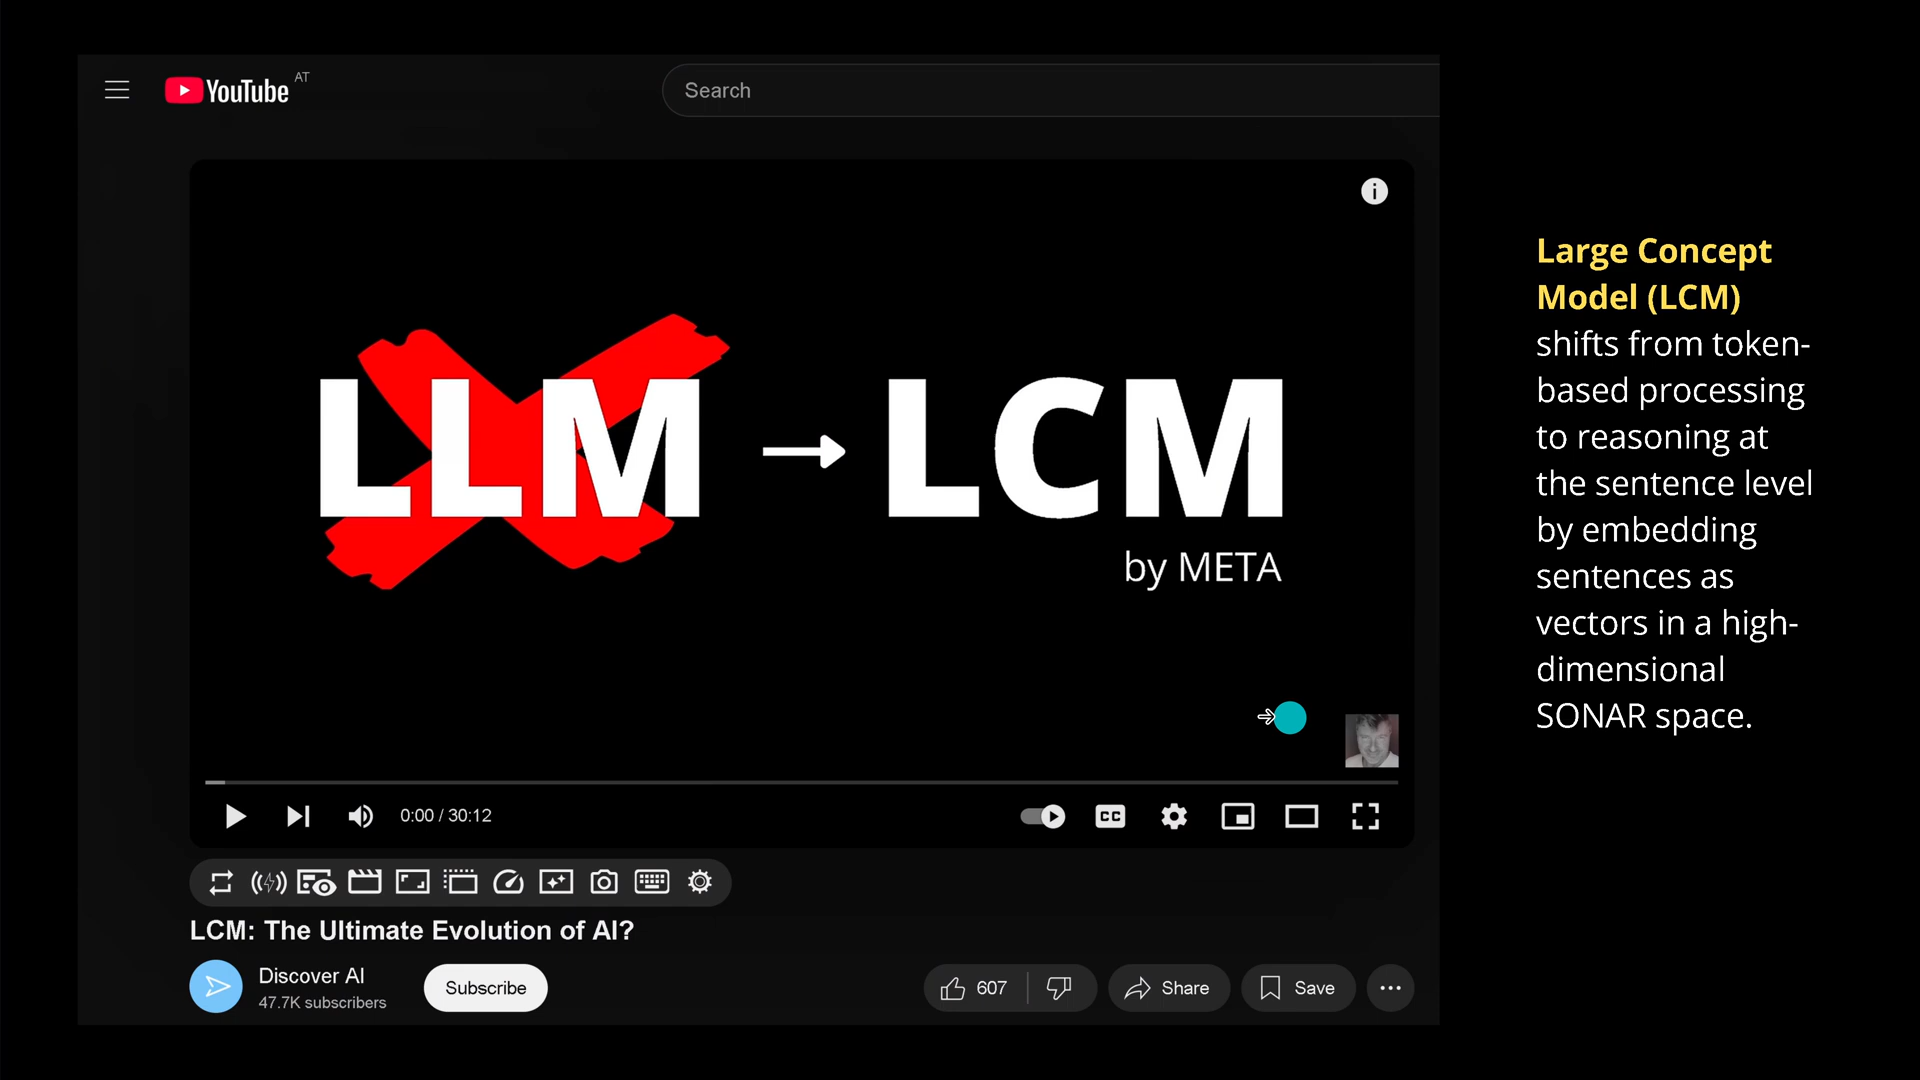 YouTube AT
Search
i
LLM → LCM
by META
0:00 / 30:12
CC
LCM: The Ultimate Evolution of AI?
Discover AI
47.7K subscribers
Subscribe
607
Share
Save
Large Concept
Model (LCM)
shifts from token-
based processing
to reasoning at
the sentence level
by embedding
sentences as
vectors in a high-
dimensional
SONAR space.